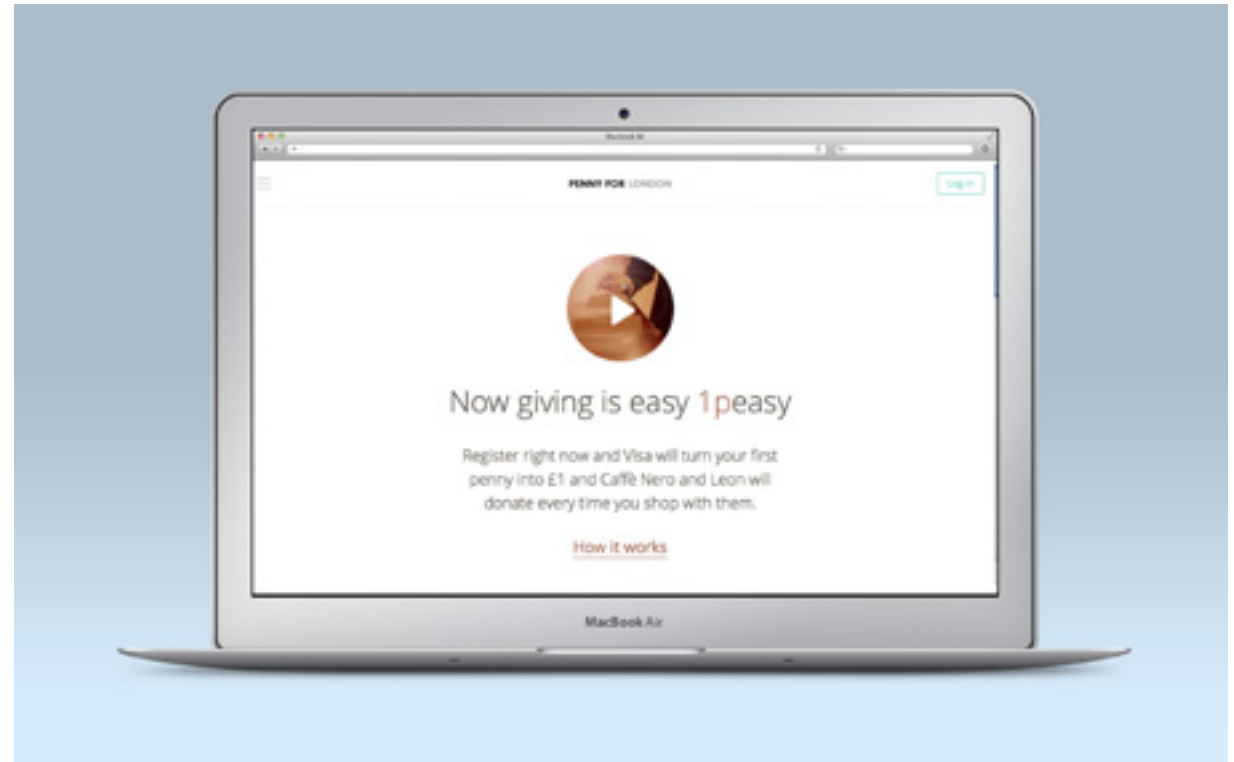 MacBook Air
PENNY FOR LONDON
Log in
Now giving is easy 1peasy
Register right now and Visa will turn your first
penny into £1 and Caffè Nero and Leon will
donate every time you shop with them.
How it works
MacBook Air